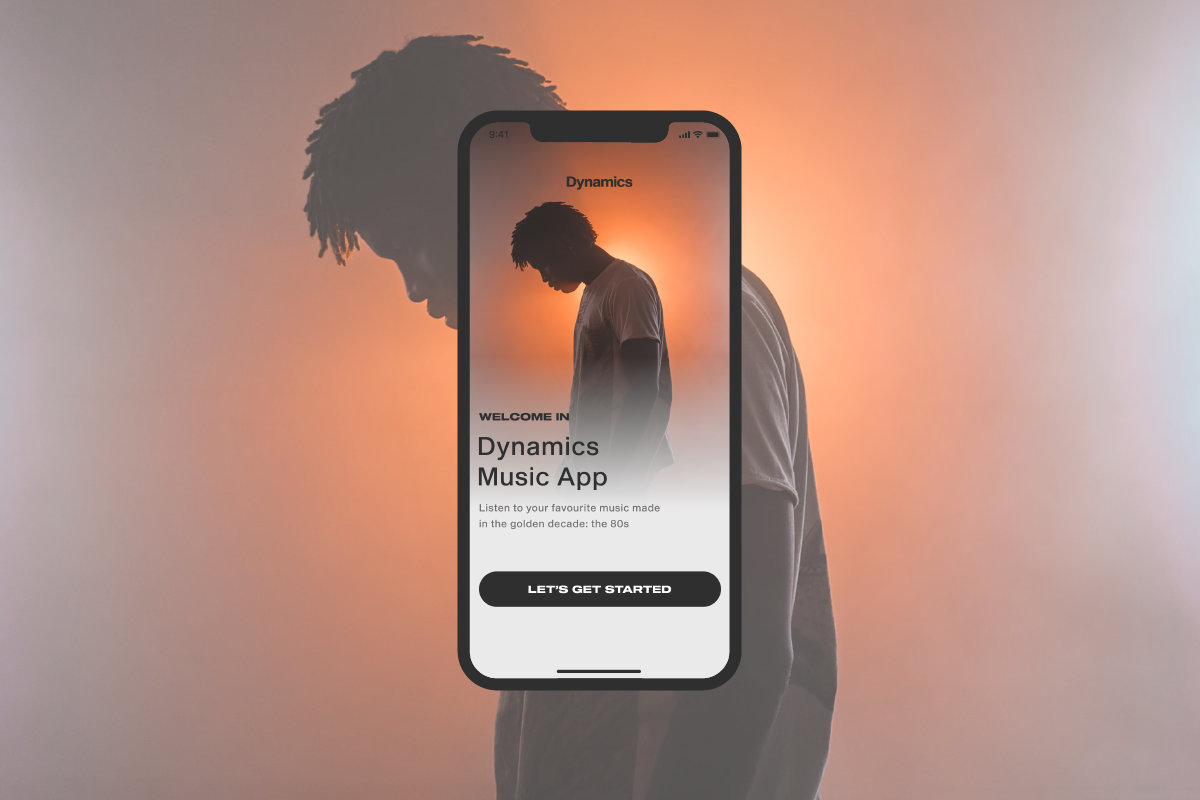 9:41
Dynamics
WELCOME IN
Dynamics
Music App
Listen to your favourite music made
in the golden decade: the 80s
LET'S GET STARTED